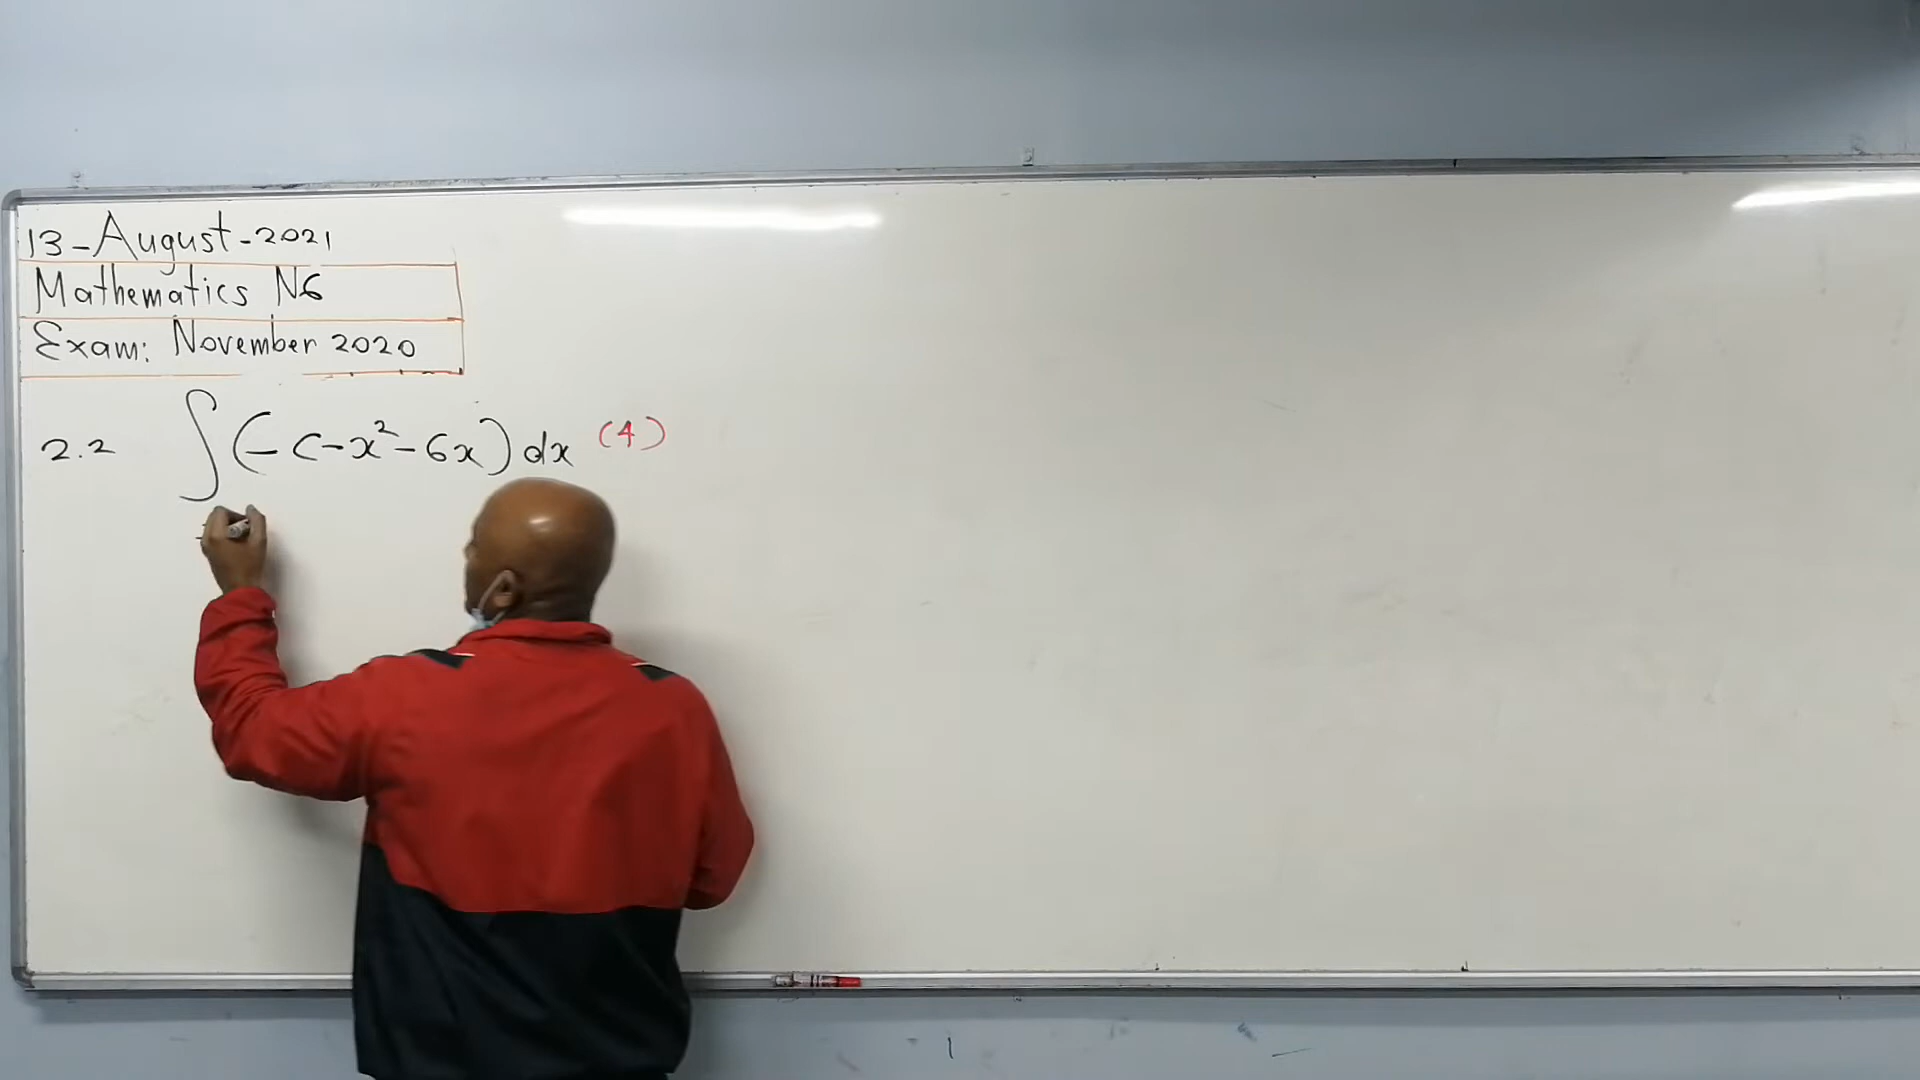 13-August-2021
Mathematics N6
Exam: November 2020
2.2 ∫(-c-x²-6x)dx (4)